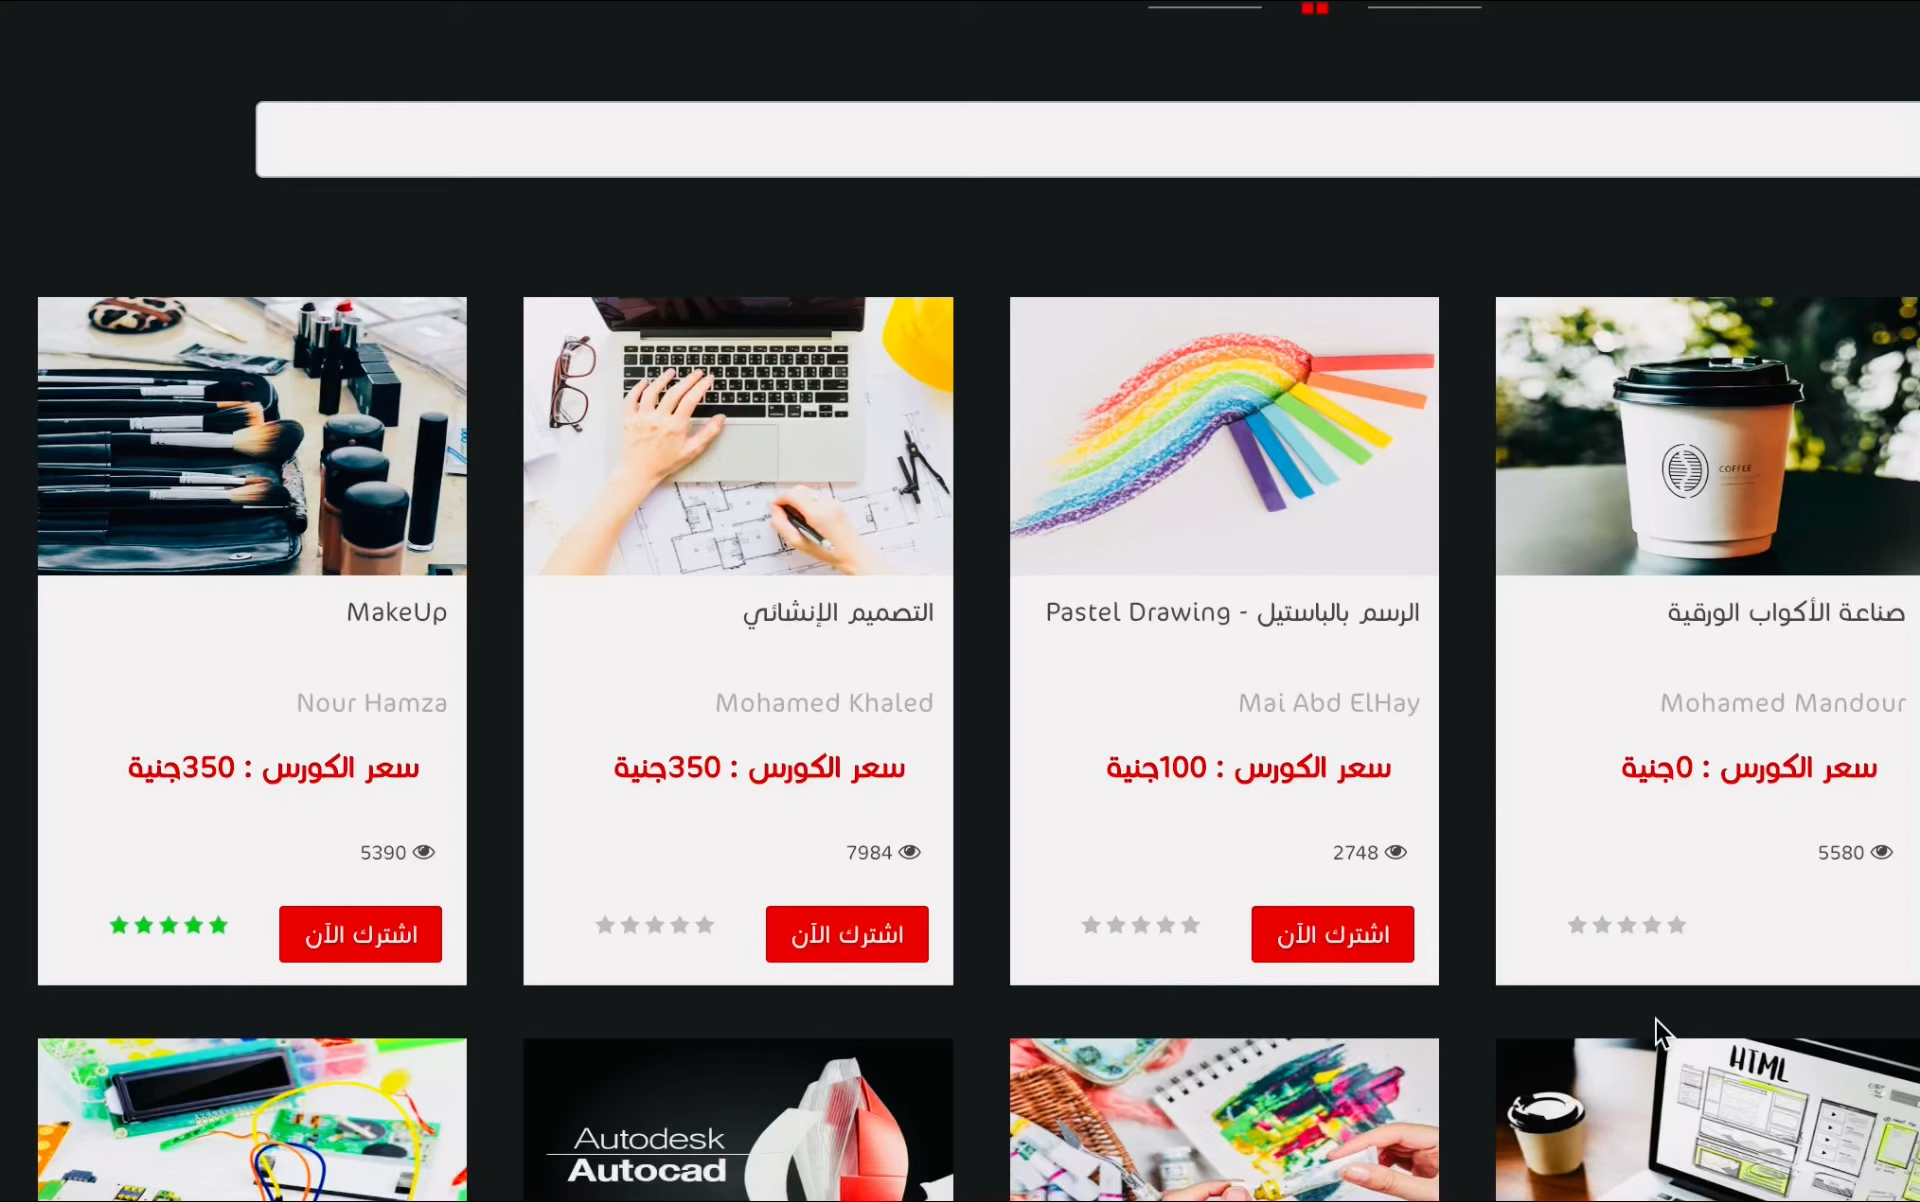 COFFEE
صناعة الأكواب الورقية
Mohamed Mandour
سعر الكورس : 0جنية
5580
الرسم بالباستيل - Pastel Drawing
Mai Abd ElHay
سعر الكورس : 100جنية
2748
اشترك الآن
التصميم الإنشائي
Mohamed Khaled
سعر الكورس : 350جنية
7984
اشترك الآن
MakeUp
Nour Hamza
سعر الكورس : 350جنية
5390
اشترك الآن
HTML
Autodesk
Autocad